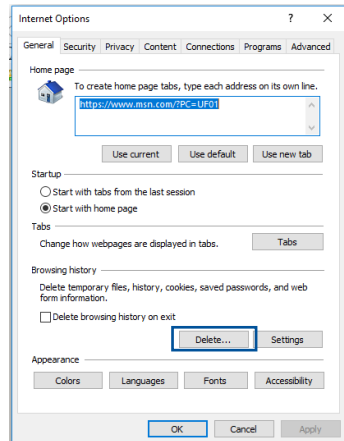 Internet Options ? X
General Security Privacy Content Connections Programs Advanced
Home page
To create home page tabs, type each address on its own line.
https://www.msn.com/?PC=UF01
Use current Use default Use new tab
Startup
Start with tabs from the last session
Start with home page
Tabs
Change how webpages are displayed in tabs. Tabs
Browsing history
Delete temporary files, history, cookies, saved passwords, and web
form information.
Delete browsing history on exit
Delete... Settings
Appearance
Colors Languages Fonts Accessibility
OK Cancel Apply